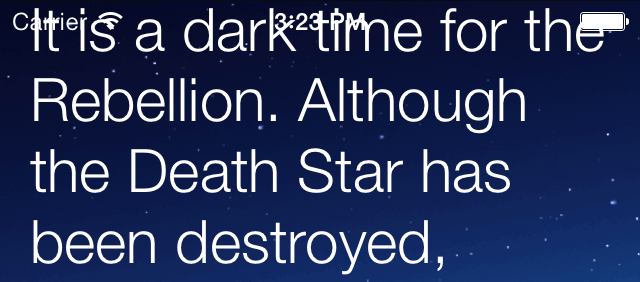 Carrier 3:23 PM
It is a dark time for the
Rebellion. Although
the Death Star has
been destroyed,